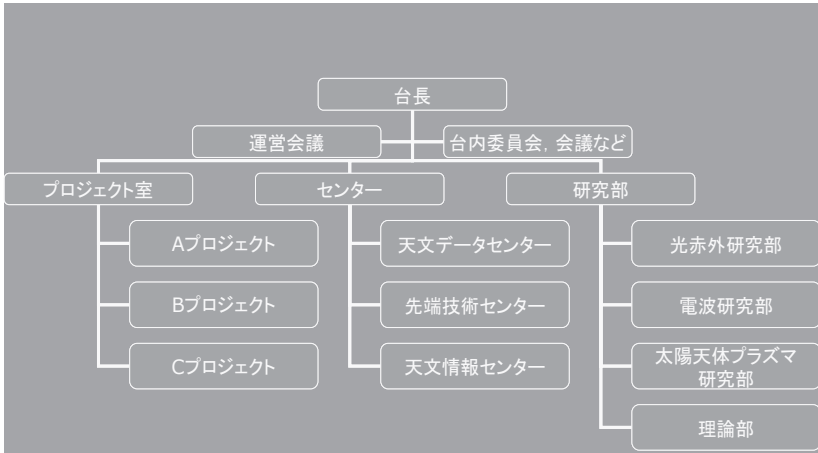 台長
運営会議
台内委員会, 会議など
プロジェクト室
センター
研究部
Aプロジェクト
天文データセンター
光赤外研究部
Bプロジェクト
先端技術センター
電波研究部
Cプロジェクト
天文情報センター
太陽天体プラズマ
研究部
理論部